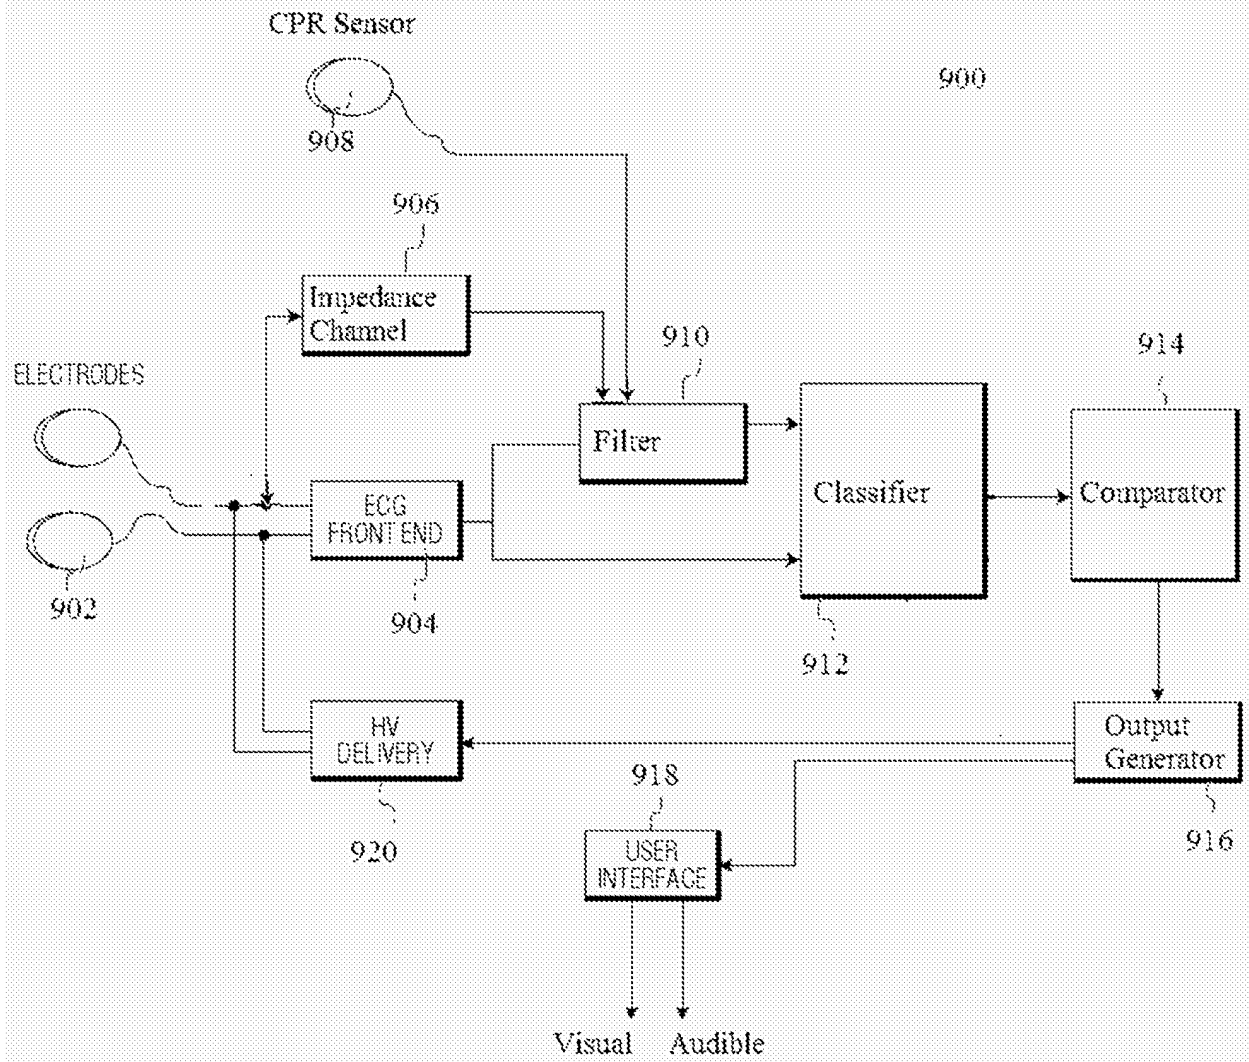 CPR Sensor
900
908
906
Impedance
Channel
910
914
ELECTRODES
Filter
Classifier
Comparator
ECG
FRONT END
902
904
912
HV
DELIVERY
Output
Generator
918
920
916
USER
INTERFACE
Visual Audible